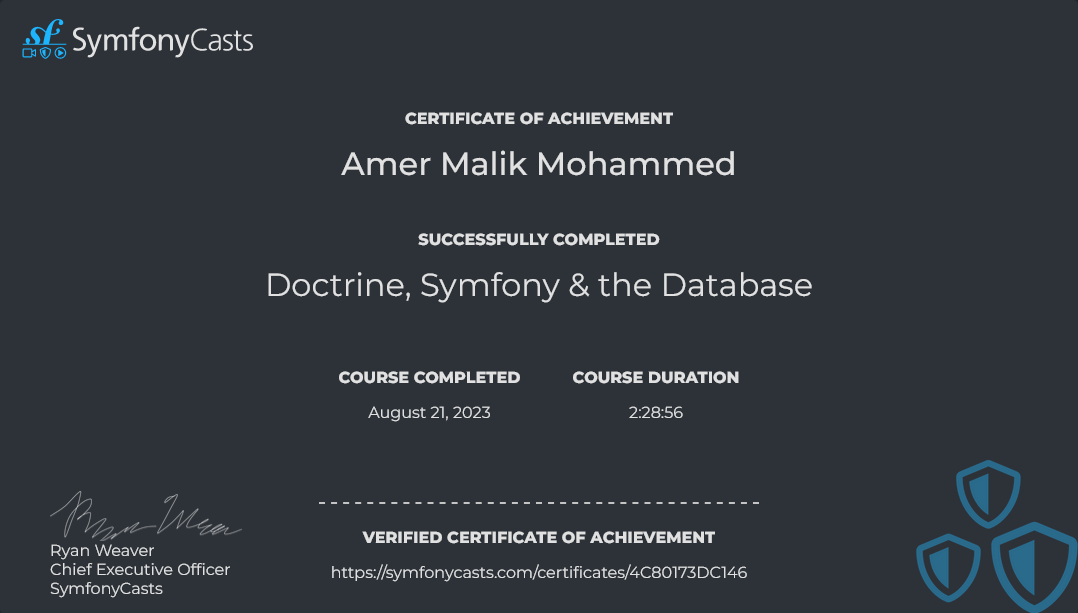 SymfonyCasts
CERTIFICATE OF ACHIEVEMENT
Amer Malik Mohammed
SUCCESSFULLY COMPLETED
Doctrine, Symfony & the Database
COURSE COMPLETED
August 21, 2023
COURSE DURATION
2:28:56
Ryan Weaver
Ryan Weaver
Chief Executive Officer
SymfonyCasts
VERIFIED CERTIFICATE OF ACHIEVEMENT
https://symfonycasts.com/certificates/4C80173DC146